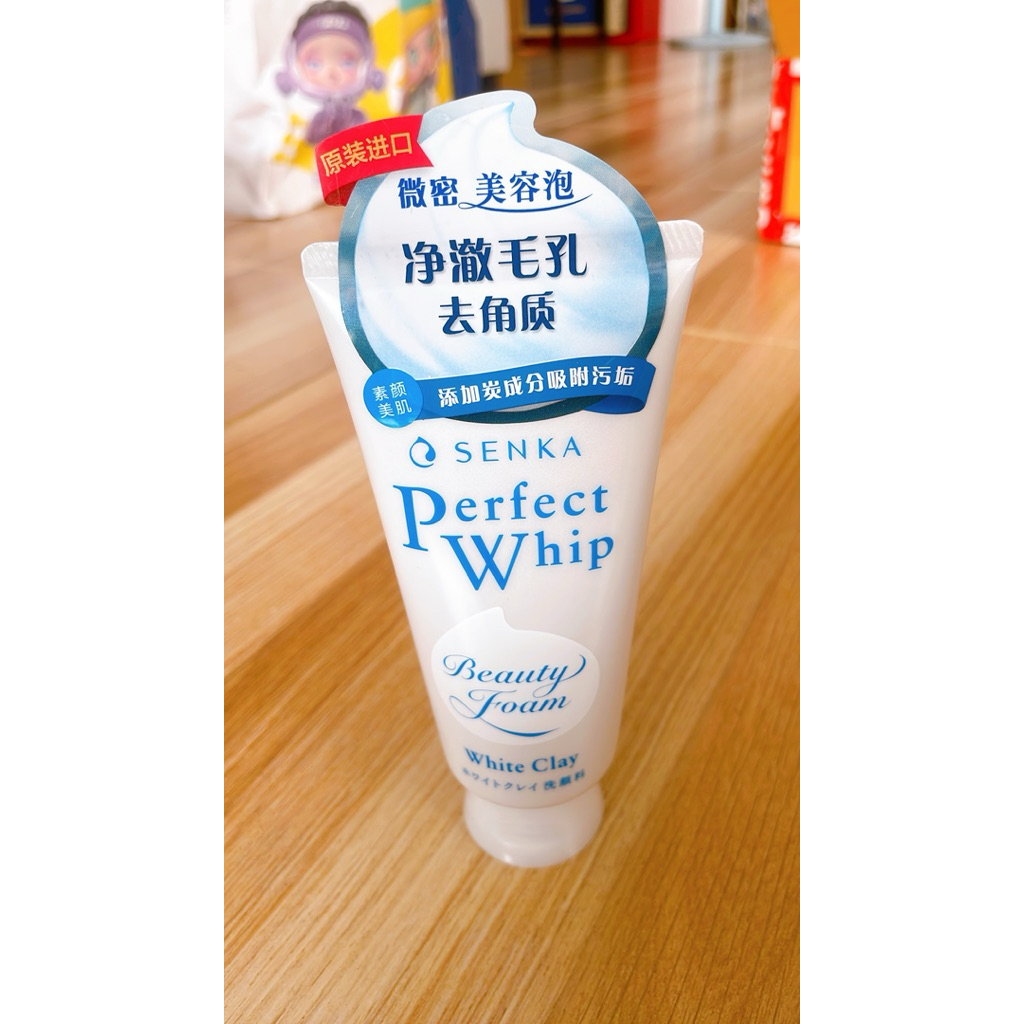 原装进口
微密 美容泡
净澈毛孔
去角质
素颜
美肌
添加炭成分吸附污垢
SENKA
Perfect
Whip
Beauty
Foam
White Clay
ホワイトクレイ 洗顔料